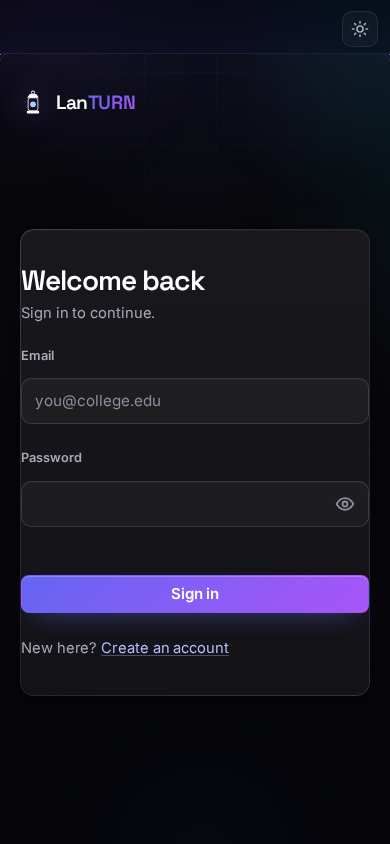 LanTURN
Welcome back
Sign in to continue.
Email
you@college.edu
Password
Sign in
New here? Create an account